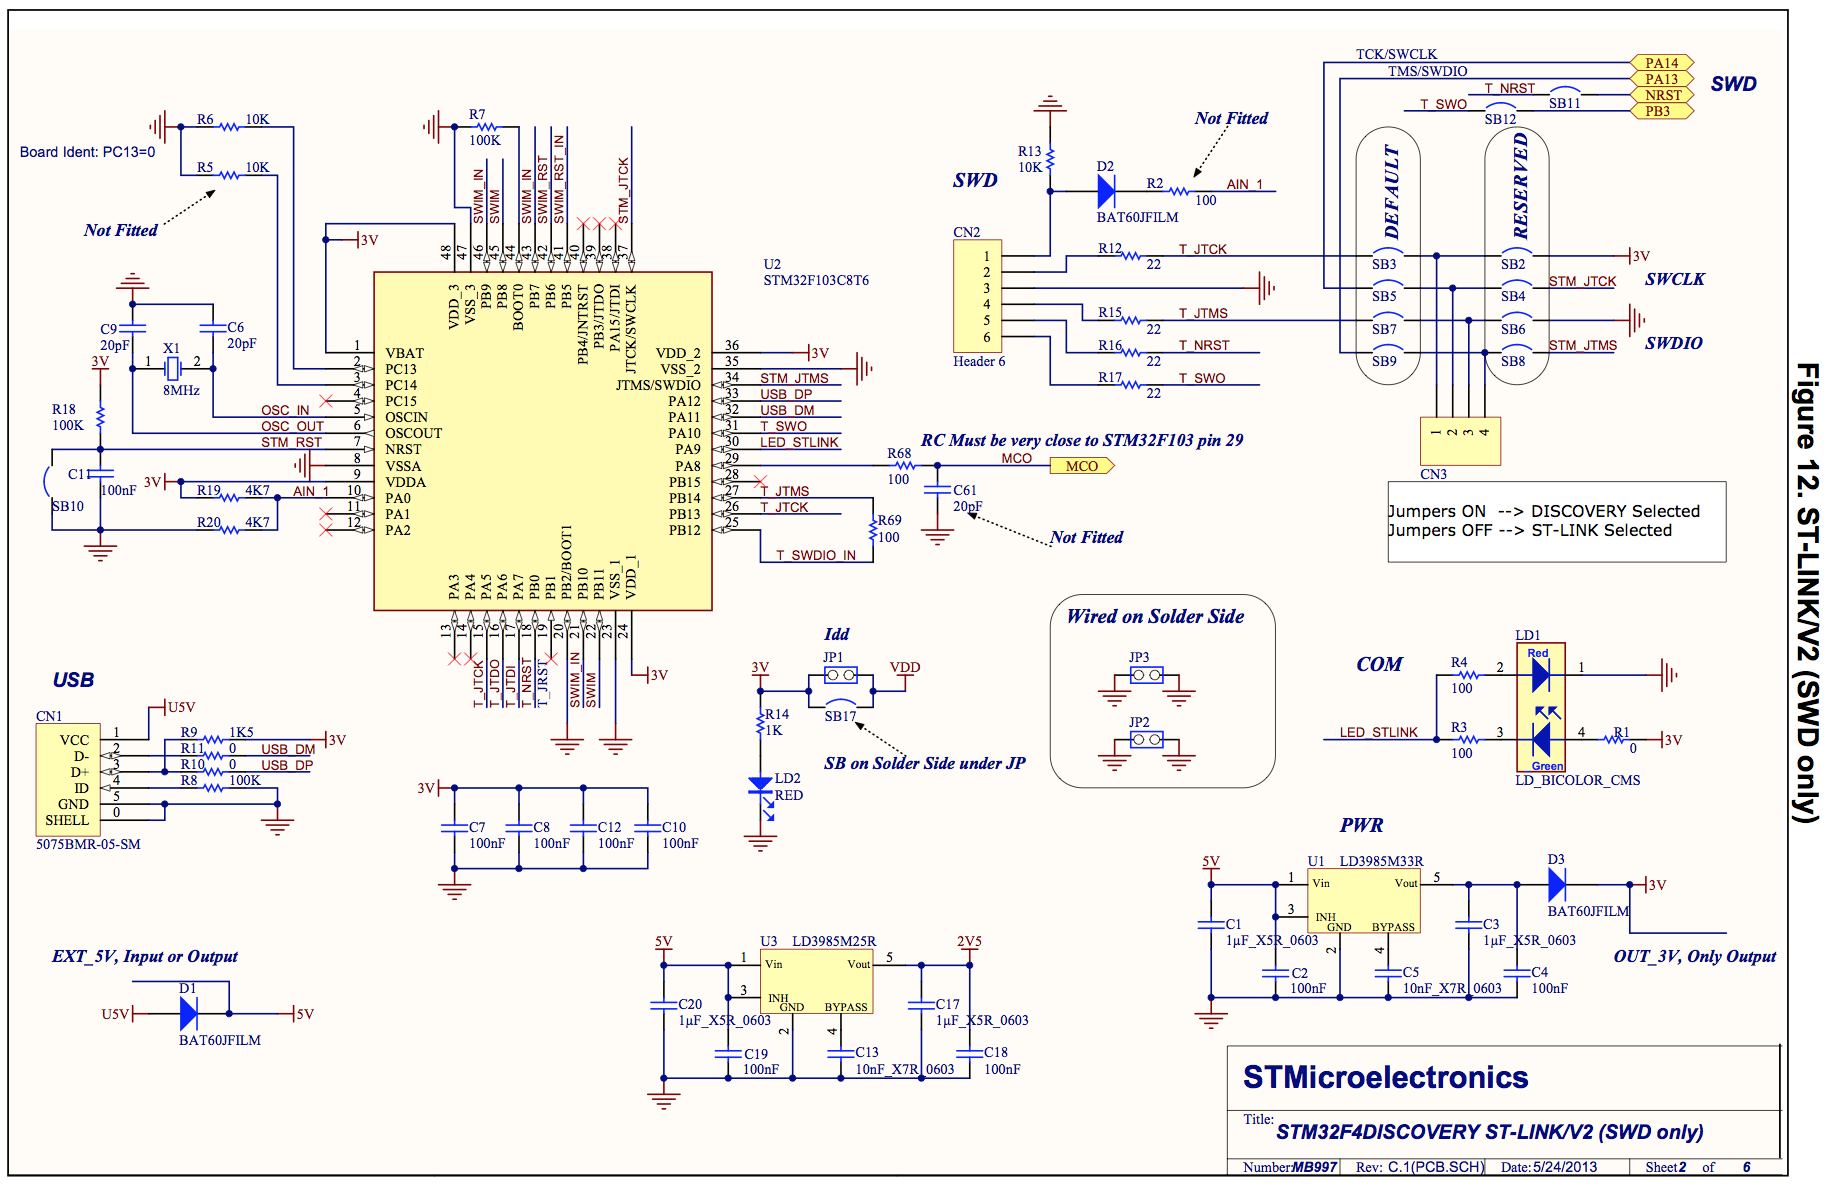 Figure 12. ST-LINK/V2 (SWD only)
TCK/SWCLK
TMS/SWDIO
T_NRST
T_SWO
SB11
SB12
PA14
PA13
NRST
PB3
SWD
R6 10K
Board Ident: PC13=0
R5 10K
Not Fitted
R7
100K
SWIM_IN
SWIM
SWIM_IN
SWIM_RST
SWIM_RST_IN
STM_JTCK
3V
48
47
46
45
44
43
42
41
40
39
38
37
U2
STM32F103C8T6
VDD_3
VSS_3
PB9
PB8
BOOT0
PB7
PB6
PB5
PB4/JNTRST
PB3/JTDO
PA15/JTDI
JTCK/SWCLK
C9
20pF
C6
20pF
X1
1 2
8MHz
3V
R18
100K
OSC_IN
OSC_OUT
STM_RST
C11
100nF
SB10
3V
R19 4K7 AIN_1
R20 4K7
1 VBAT
2 PC13
3 PC14
4 PC15
5 OSCIN
6 OSCOUT
7 NRST
8 VSSA
9 VDDA
10 PA0
11 PA1
12 PA2
VDD_2 36 3V
VSS_2 35
JTMS/SWDIO 34 STM_JTMS
PA12 33 USB_DP
PA11 32 USB_DM
PA10 31 T_SWO
PA9 30 LED_STLINK
PA8 29
PB15 28
PB14 27 T_JTMS
PB13 26 T_JTCK
PB12 25
T_SWDIO_IN
R69
100
R68
100
RC Must be very close to STM32F103 pin 29
MCO
MCO
C61
20pF
Not Fitted
PA3
PA4
PA5
PA6
PA7
PB0
PB1
PB2/BOOT1
PB10
PB11
VSS_1
VDD_1
13
14
15
16
17
18
19
20
21
22
23
24
T_JTCK
T_JTDO
T_JTDI
T_NRST
T_JRST
SWIM_IN
SWIM
3V
SWD
R13
10K
D2
BAT60JFILM
R2
100
AIN_1
Not Fitted
CN2
1
2
3
4
5
6
Header 6
R12 22 T_JTCK
R15 22 T_JTMS
R16 22 T_NRST
R17 22 T_SWO
DEFAULT
RESERVED
SB3
SB5
SB7
SB9
SB2
SB4
SB6
SB8
3V
STM_JTCK
STM_JTMS
SWCLK
SWDIO
1 2 3 4
CN3
Jumpers ON --> DISCOVERY Selected
Jumpers OFF --> ST-LINK Selected
USB
CN1
VCC 1
D- 2
D+ 3
ID 4
GND 5
SHELL 0
5075BMR-05-SM
U5V
R9 1K5 3V
R11 0 USB_DM
R10 0 USB_DP
R8 100K
Idd
JP1
3V
VDD
SB17
R14
1K
SB on Solder Side under JP
LD2
RED
Wired on Solder Side
JP3
JP2
COM
LD1
Red
Green
R4
100
2 1
LED_STLINK
R3
100
3 4
R1
0
3V
LD_BICOLOR_CMS
3V
C7
100nF
C8
100nF
C12
100nF
C10
100nF
EXT_5V, Input or Output
D1
U5V
5V
BAT60JFILM
5V
U3 LD3985M25R
2V5
1 Vin Vout 5
3 INH
GND BYPASS
2 4
C20
1µF_X5R_0603
C19
100nF
C13
10nF_X7R_0603
C17
1µF_X5R_0603
C18
100nF
PWR
5V
U1 LD3985M33R
1 Vin Vout 5
3 INH
GND BYPASS
2 4
D3
BAT60JFILM
3V
C1
1µF_X5R_0603
C2
100nF
C5
10nF_X7R_0603
C3
1µF_X5R_0603
C4
100nF
OUT_3V, Only Output
STMicroelectronics
Title:
STM32F4DISCOVERY ST-LINK/V2 (SWD only)
Number:MB997 Rev: C.1(PCB.SCH) Date:5/24/2013 Sheet 2 of 6